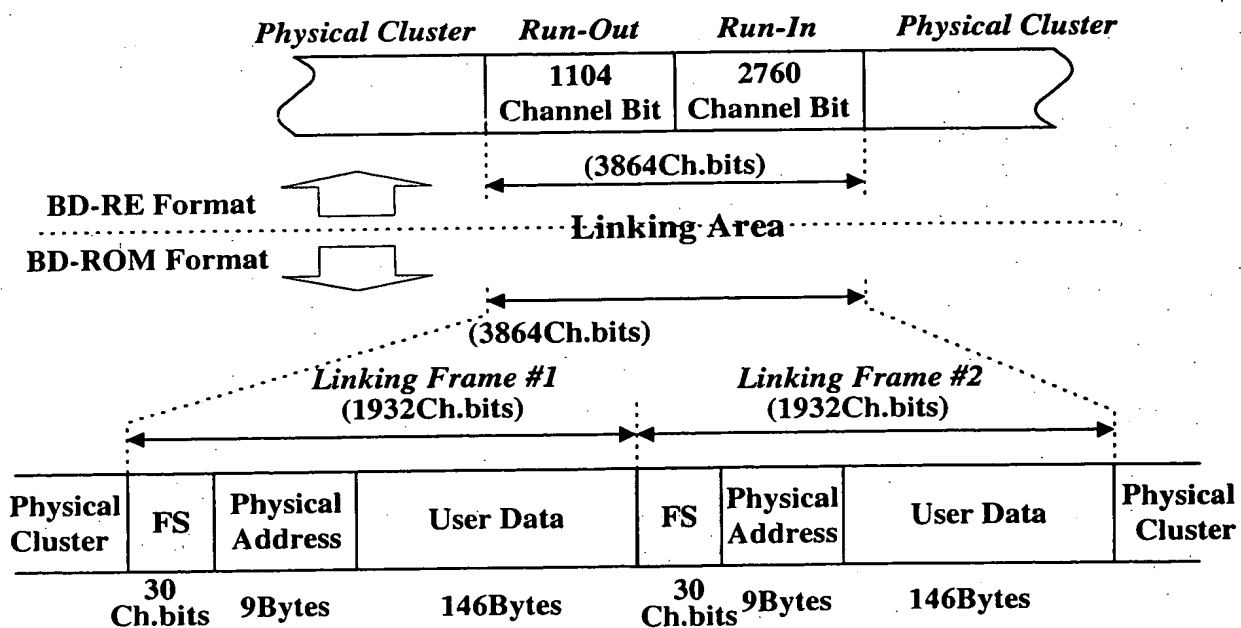 Physical Cluster Run-Out Run-In Physical Cluster
1104 2760
Channel Bit Channel Bit
(3864Ch.bits)
BD-RE Format
Linking Area
BD-ROM Format
(3864Ch.bits)
Linking Frame #1 Linking Frame #2
(1932Ch.bits) (1932Ch.bits)
Physical
Cluster
FS
Physical
Address
User Data
FS
Physical
Address
User Data
Physical
Cluster
30
Ch.bits
9Bytes
146Bytes
30
Ch.bits
9Bytes
146Bytes